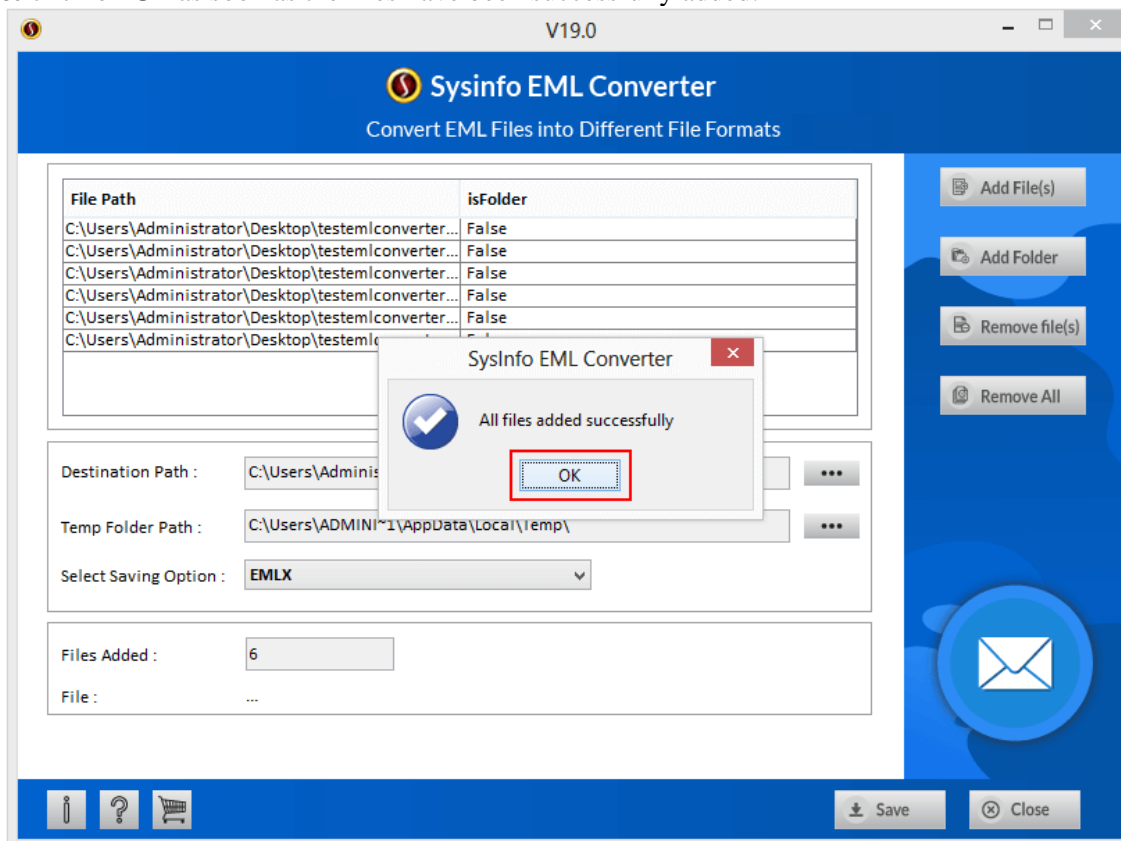 V19.0
Sysinfo EML Converter
Convert EML Files into Different File Formats
File Path isFolder
C:\Users\Administrator\Desktop\testemlconverter... False
C:\Users\Administrator\Desktop\testemlconverter... False
C:\Users\Administrator\Desktop\testemlconverter... False
C:\Users\Administrator\Desktop\testemlconverter... False
C:\Users\Administrator\Desktop\testemlconverter... False
C:\Users\Administrator\Desktop\testemlc
Add File(s)
Add Folder
Remove file(s)
Remove All
SysInfo EML Converter
All files added successfully
OK
Destination Path : C:\Users\Adminis
...
Temp Folder Path : C:\Users\ADMINI~1\AppData\Local\Temp\
...
Select Saving Option : EMLX
Files Added : 6
File : ...
Save
Close